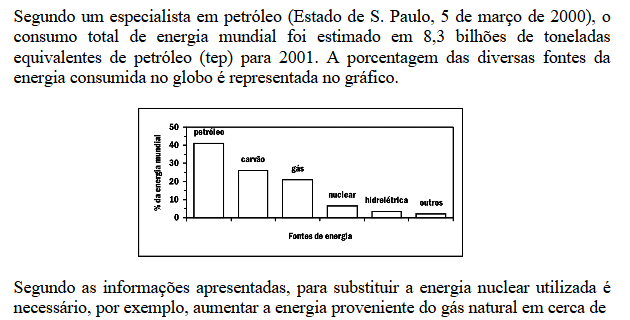 Segundo um especialista em petróleo (Estado de S. Paulo, 5 de março de 2000), o
consumo total de energia mundial foi estimado em 8,3 bilhões de toneladas
equivalentes de petróleo (tep) para 2001. A porcentagem das diversas fontes da
energia consumida no globo é representada no gráfico.
% da energia mundial
50
40
30
20
10
0
petróleo
carvão
gás
nuclear
hidrelétrica
outros
Fontes de energia
Segundo as informações apresentadas, para substituir a energia nuclear utilizada é
necessário, por exemplo, aumentar a energia proveniente do gás natural em cerca de